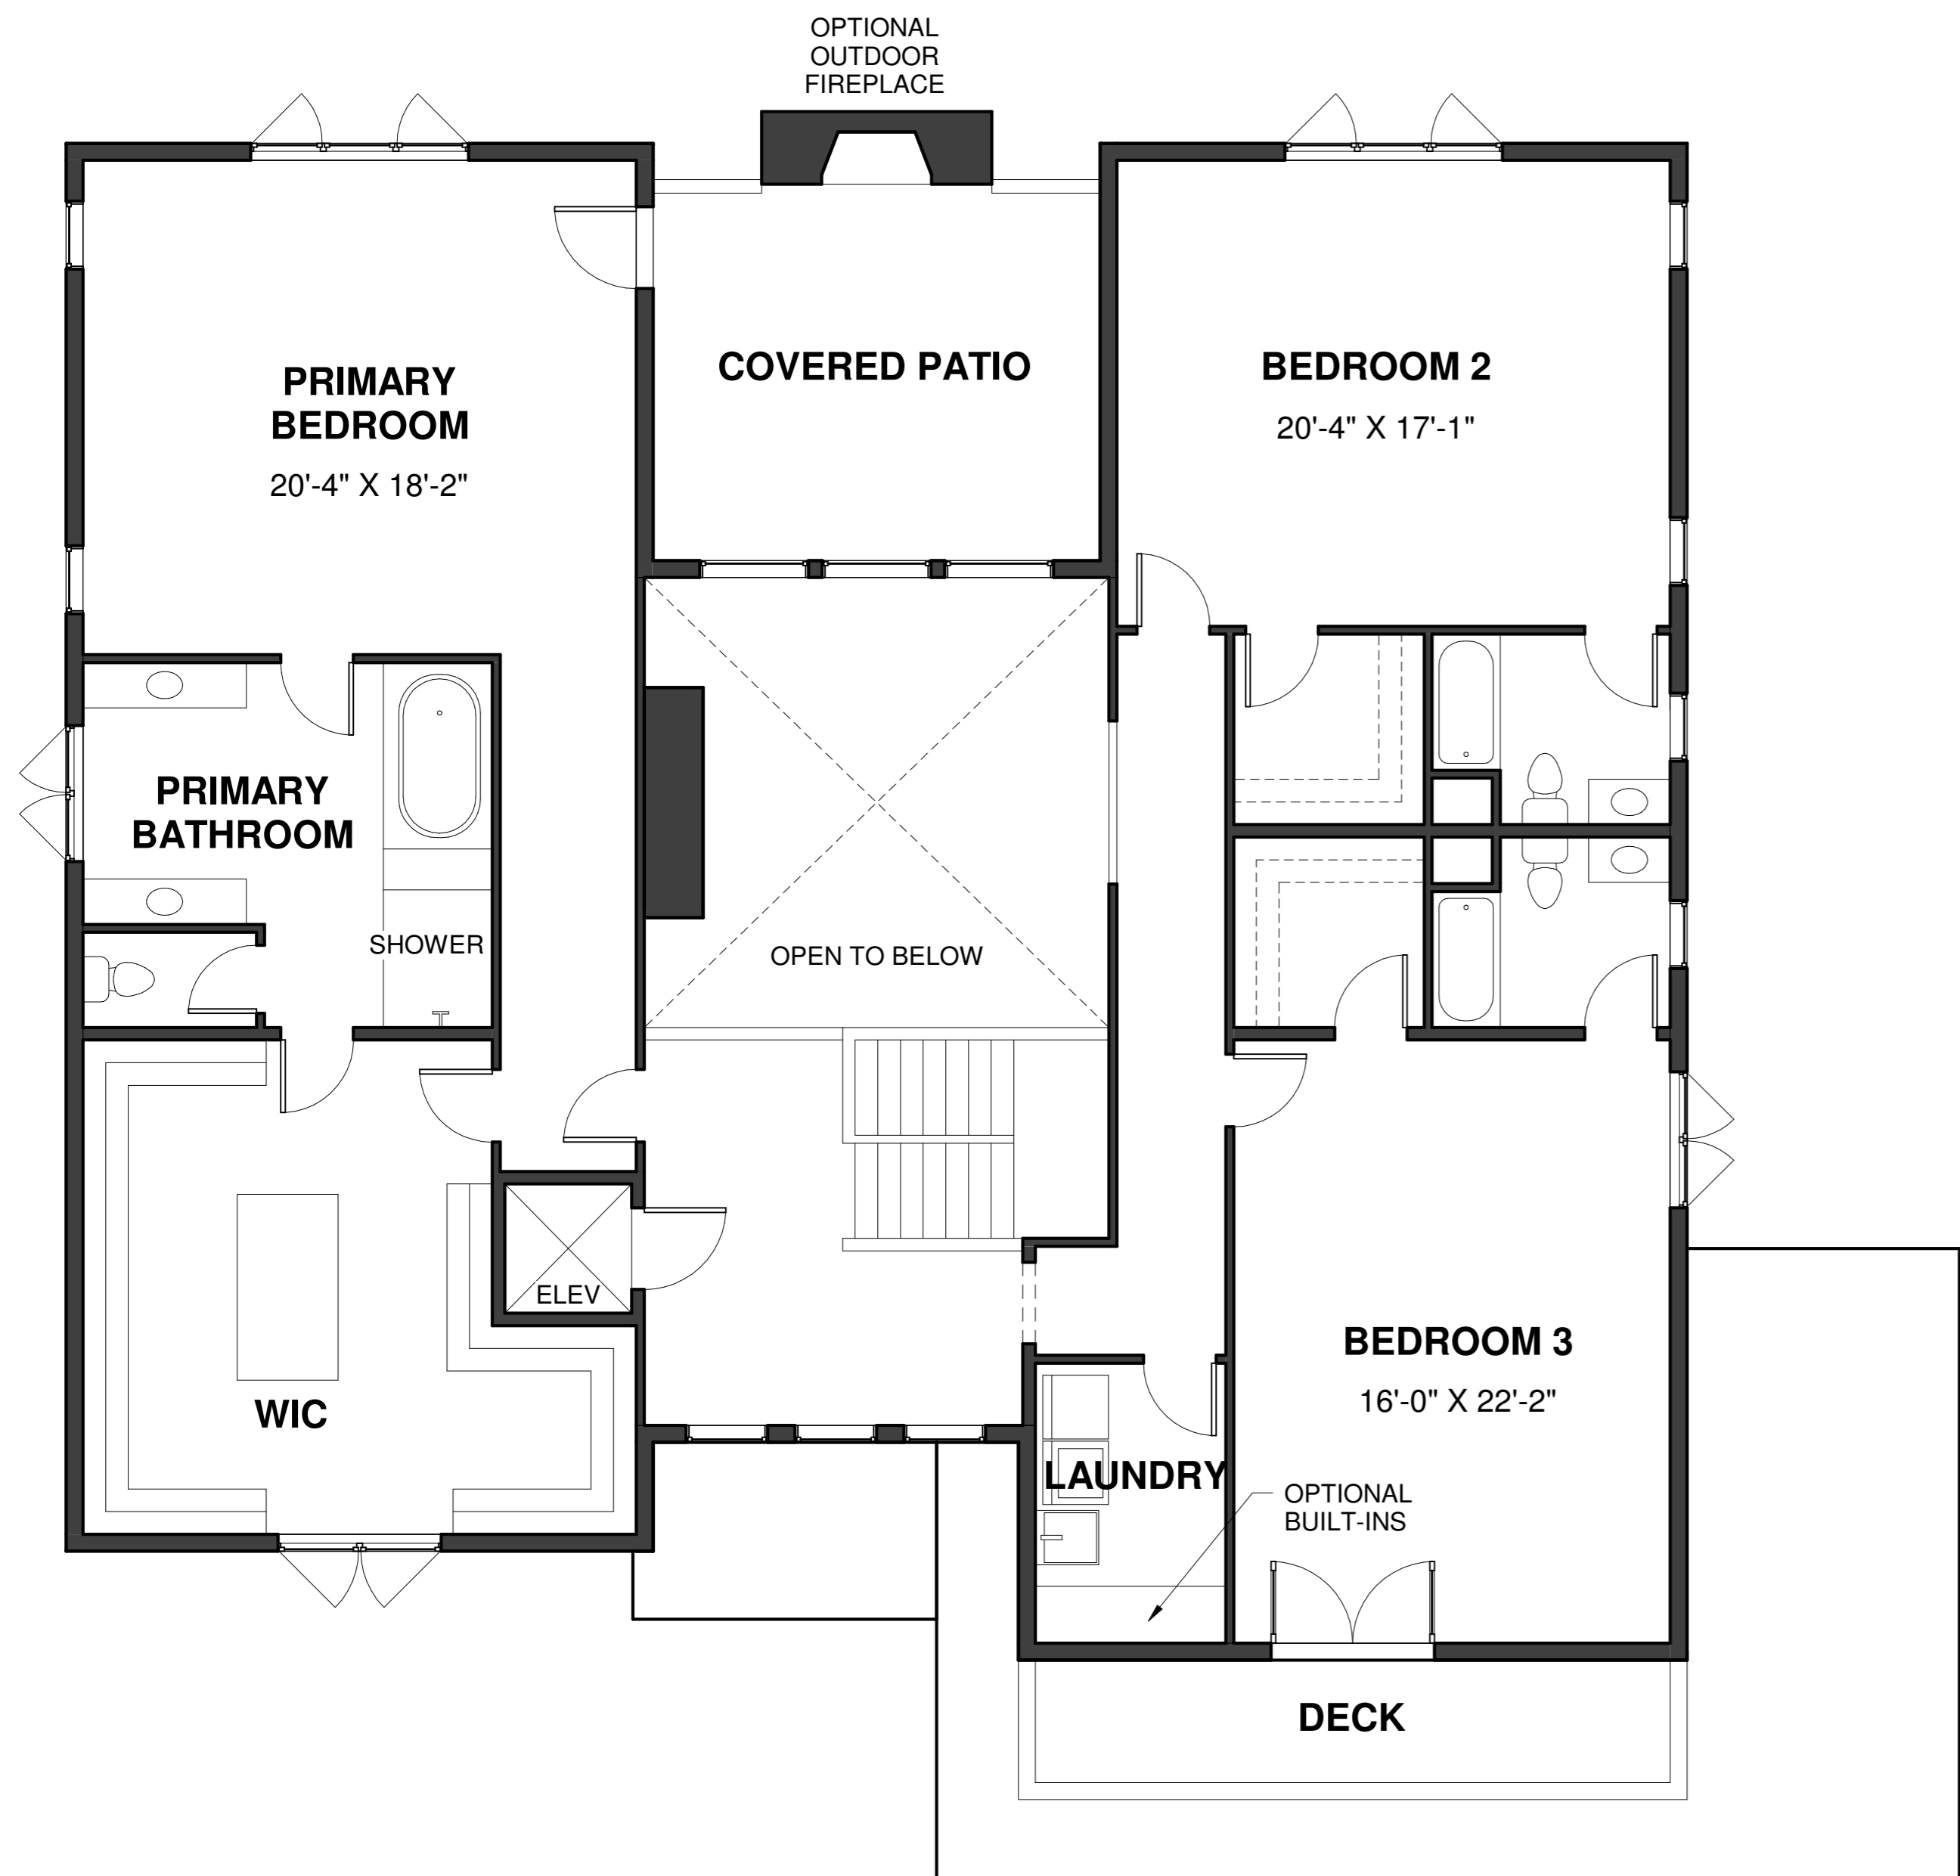 OPTIONAL
OUTDOOR
FIREPLACE
PRIMARY
BEDROOM
20'-4" X 18'-2"
COVERED PATIO
BEDROOM 2
20'-4" X 17'-1"
PRIMARY
BATHROOM
SHOWER
OPEN TO BELOW
ELEV
WIC
BEDROOM 3
16'-0" X 22'-2"
LAUNDRY
OPTIONAL
BUILT-INS
DECK